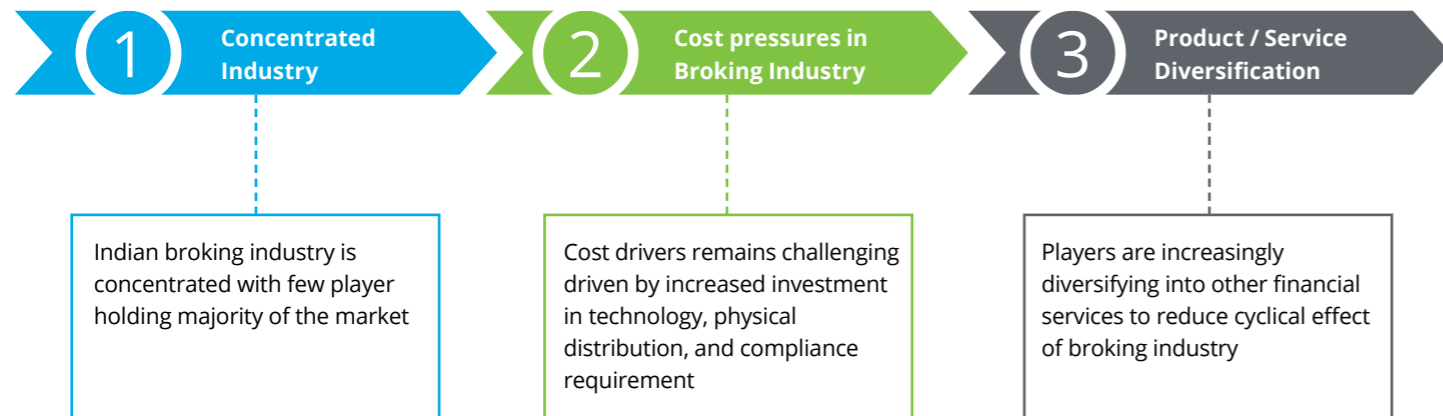 1
Concentrated
Industry
2
Cost pressures in
Broking Industry
3
Product / Service
Diversification
Indian broking industry is
concentrated with few player
holding majority of the market
Cost drivers remains challenging
driven by increased investment
in technology, physical
distribution, and compliance
requirement
Players are increasingly
diversifying into other financial
services to reduce cyclical effect
of broking industry